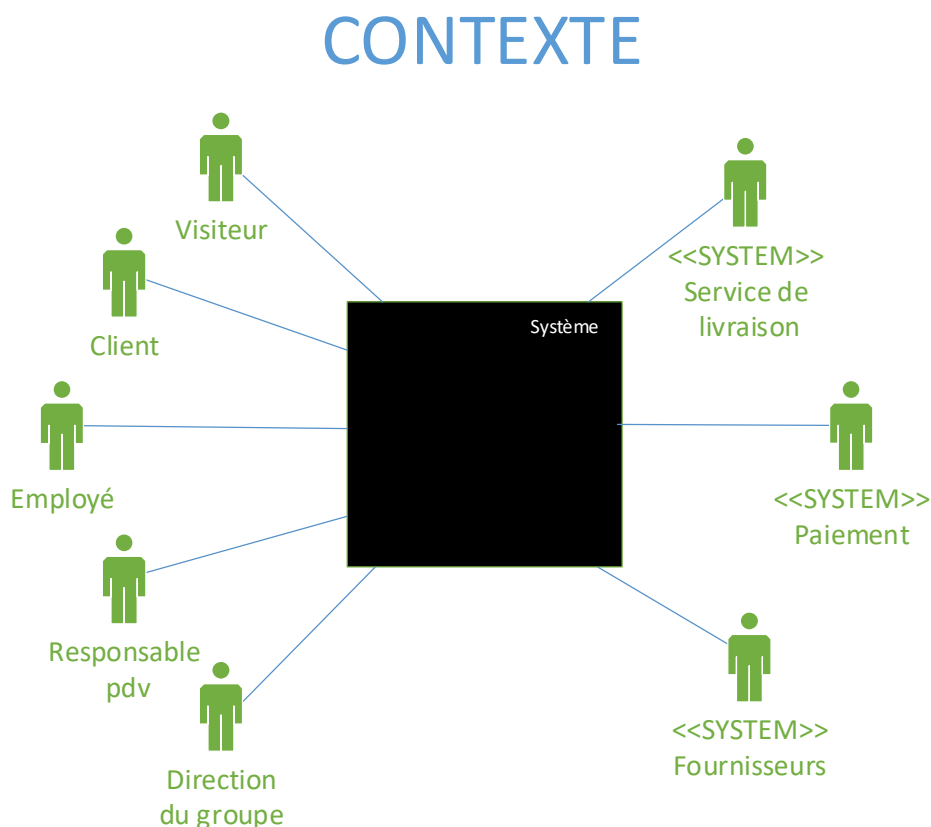 CONTEXTE
Visiteur
<<SYSTEM>>
Service de
livraison
Système
Client
Employé
<<SYSTEM>>
Paiement
Responsable
pdv
<<SYSTEM>>
Fournisseurs
Direction
du groupe